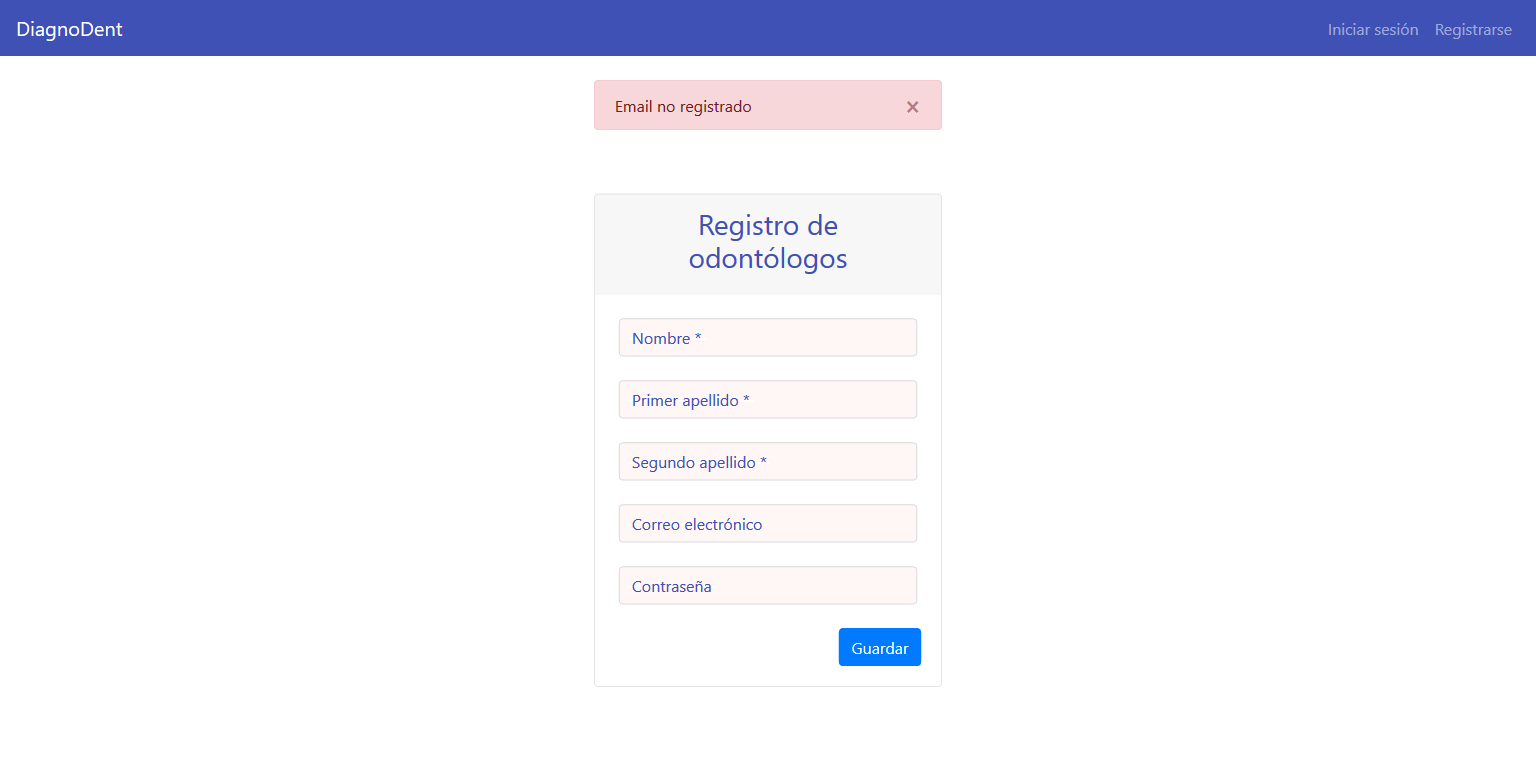 DiagnoDent
Iniciar sesión Registrarse
Email no registrado ×
Registro de
odontólogos
Nombre *
Primer apellido *
Segundo apellido *
Correo electrónico
Contraseña
Guardar